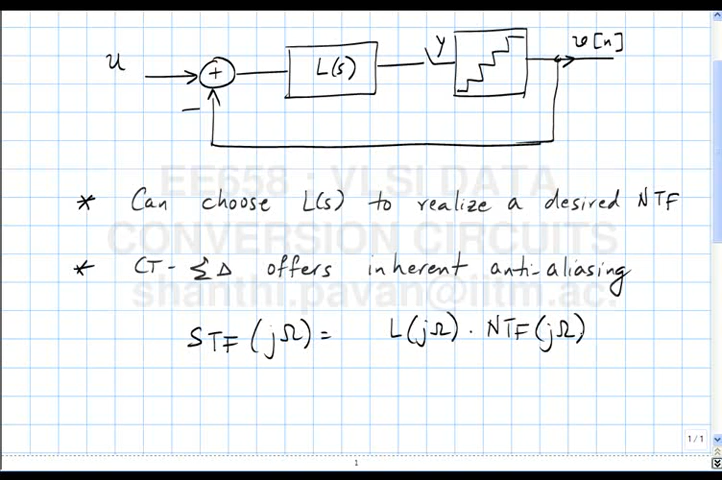 u
+
−
L(s)
y
v[n]
* Can choose L(s) to realize a desired NTF
EE658 : VLSI DATA
CONVERSION CIRCUITS
* CT - ΣΔ offers inherent anti-aliasing
shanthi.pavan@iitm.ac.
STF (jΩ) = L(jΩ) . NTF(jΩ)
1/1
1